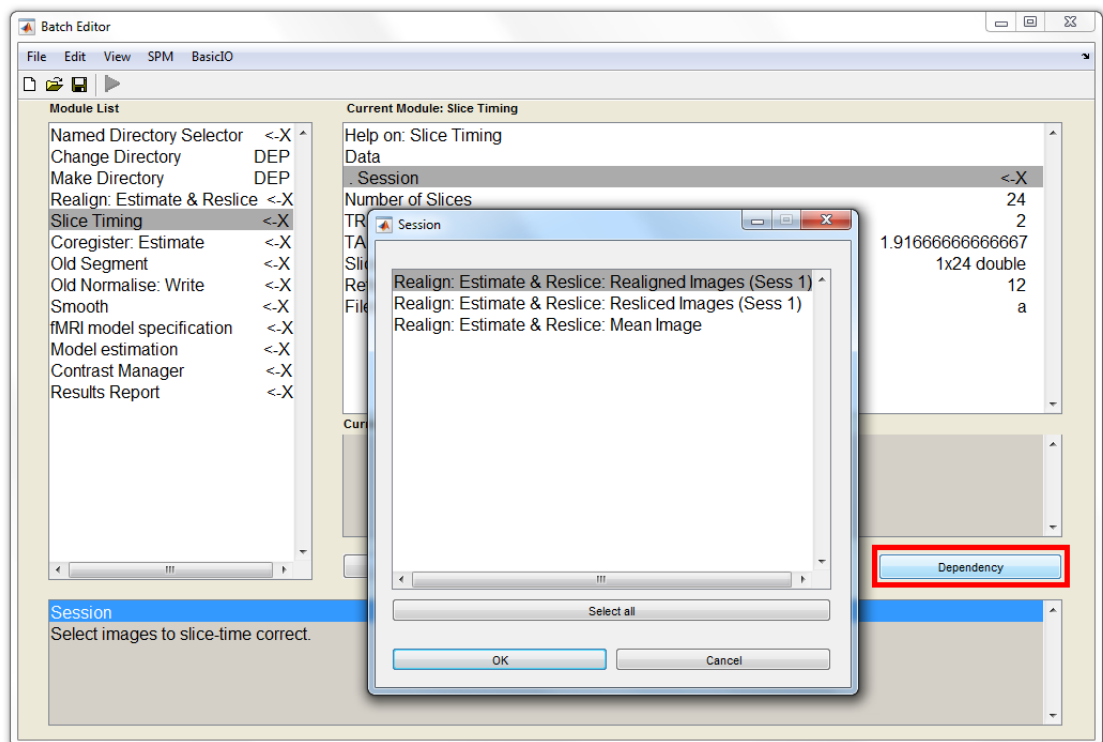 Batch Editor
File Edit View SPM BasicIO
Module List
Named Directory Selector <-X
Change Directory DEP
Make Directory DEP
Realign: Estimate & Reslice <-X
Slice Timing <-X
Coregister: Estimate <-X
Old Segment <-X
Old Normalise: Write <-X
Smooth <-X
fMRI model specification <-X
Model estimation <-X
Contrast Manager <-X
Results Report <-X
Current Module: Slice Timing
Help on: Slice Timing
Data
. Session <-X
Number of Slices 24
TR 2
TA 1.91666666666667
Slic 1x24 double
Re 12
File a
Curr
Session
Realign: Estimate & Reslice: Realigned Images (Sess 1)
Realign: Estimate & Reslice: Resliced Images (Sess 1)
Realign: Estimate & Reslice: Mean Image
Select all
OK Cancel
Dependency
Session
Select images to slice-time correct.